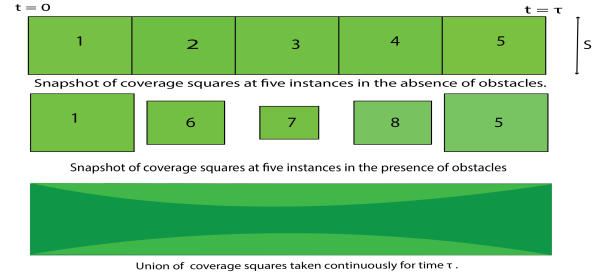 t = 0 t = τ
1 2 3 4 5 S
Snapshot of coverage squares at five instances in the absence of obstacles.
1 6 7 8 5
Snapshot of coverage squares at five instances in the presence of obstacles
Union of coverage squares taken continuously for time τ .